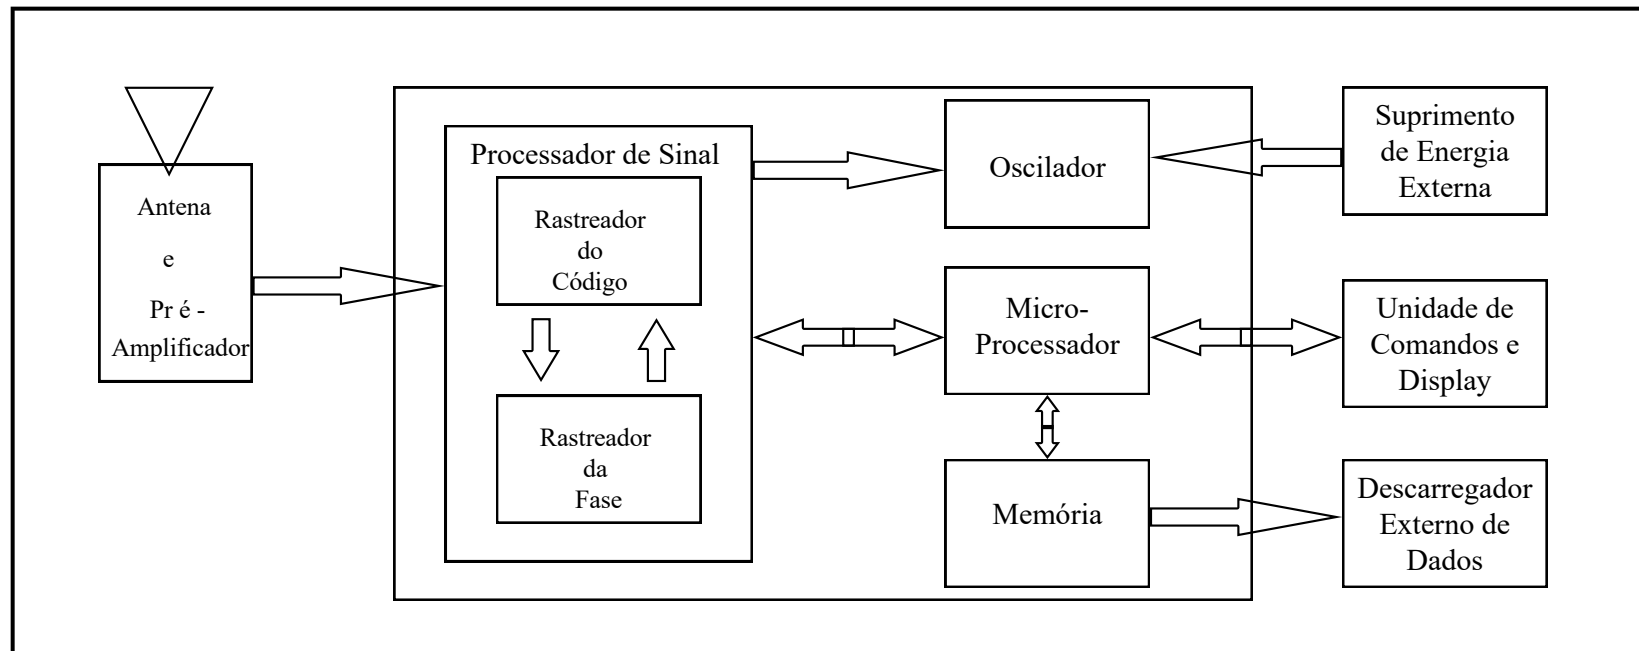 Antena
e
Pr é -
Amplificador
Processador de Sinal
Rastreador
do
Código
Rastreador
da
Fase
Oscilador
Micro-
Processador
Memória
Suprimento
de Energia
Externa
Unidade de
Comandos e
Display
Descarregador
Externo de
Dados